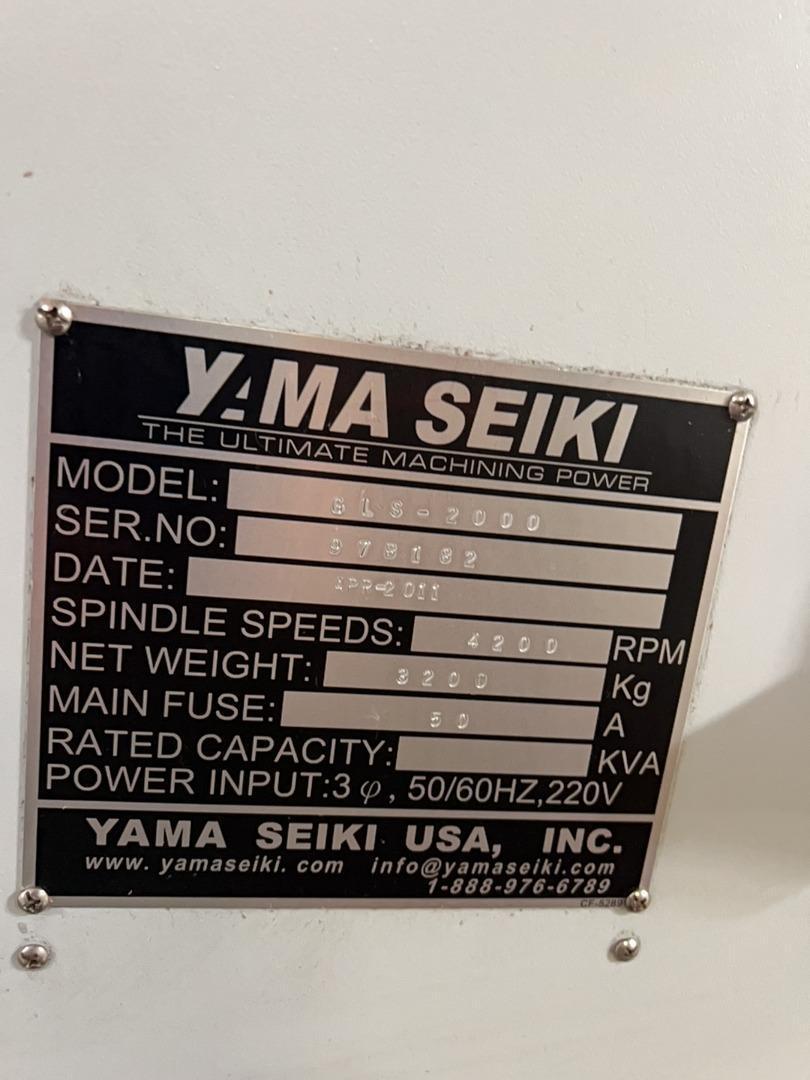 YAMA SEIKI
THE ULTIMATE MACHINING POWER
MODEL: GLS-2000
SER.NO:
DATE: APR-2011
SPINDLE SPEEDS: 4200 RPM
NET WEIGHT: 3200 Kg
MAIN FUSE: 50 A
RATED CAPACITY: KVA
POWER INPUT:3 φ, 50/60HZ,220V
YAMA SEIKI USA, INC.
www.yamaseiki.com info@yamaseiki.com
1-888-976-6789